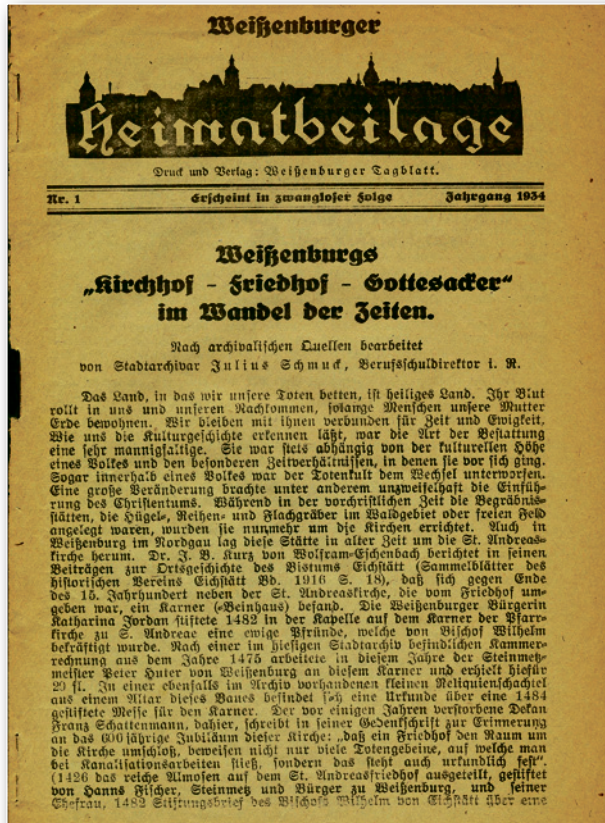 Weißenburger
Heimatbeilage
Druck und Verlag: Weißenburger Tagblatt.
Nr. 1 Erscheint in zwangloser Folge Jahrgang 1934
Weißenburgs
„Kirchhof - Friedhof - Gottesacker“
im Wandel der Zeiten.
Nach archivalischen Quellen bearbeitet
von Stadtarchivar Julius Schmuck, Berufsschuldirektor i. R.
Das Land, in das wir unsere Toten betten, ist heiliges Land. Ihr Blut
rollt in uns und unseren Nachkommen, solange Menschen unsere Mutter
Erde bewohnen. Wir bleiben mit ihnen verbunden für Zeit und Ewigkeit.
Wie uns die Kulturgeschichte erkennen läßt, war die Art der Bestattung
eine sehr mannigfaltige. Sie war stets abhängig von der kulturellen Höhe
eines Volkes und den besonderen Zeitverhältnissen, in denen sie vor sich ging.
Sogar innerhalb eines Volkes war der Totenkult dem Wechsel unterworfen.
Eine große Veränderung brachte unter anderem unzweifelhaft die Einfüh-
rung des Christentums. Während in der vorchristlichen Zeit die Begräbnis-
stätten, die Hügel-, Reihen- und Flachgräber im Waldgebiet oder freien Feld
angelegt waren, wurden sie nunmehr um die Kirchen errichtet. Auch in
Weißenburg im Nordgau lag diese Stätte in alter Zeit um die St. Andreas-
kirche herum. Dr. J. B. Kurz von Wolfram-Eschenbach berichtet in seinen
Beiträgen zur Ortsgeschichte des Bistums Eichstätt (Sammelblätter des
historischen Vereins Eichstätt Bd. 1916 S. 18), daß sich gegen Ende
des 15. Jahrhundert neben der St. Andreaskirche, die vom Friedhof um-
geben war, ein Karner (=Beinhaus) befand. Die Weißenburger Bürgerin
Katharina Jordan stiftete 1482 in der Kapelle auf dem Karner der Pfarr-
kirche zu S. Andreae eine ewige Pfründe, welche von Bischof Wilhelm
bekräftigt wurde. Nach einer im hiesigen Stadtarchiv befindlichen Kammer-
rechnung aus dem Jahre 1475 arbeitete in diesem Jahre der Steinmetz-
meister Peter Huter von Weißenburg an diesem Karner und erhielt hiefür
29 fl. In einer ebenfalls im Archiv vorhandenen kleinen Reliquienschachtel
aus einem Altar dieses Baues befindet sich eine Urkunde über eine 1484
gestiftete Messe für den Karner. Der vor einigen Jahren verstorbene Dekan
Franz Schattenmann, dahier, schreibt in seiner Gedenkschrift zur Erinnerung
an das 600 jährige Jubiläum dieser Kirche: „daß ein Friedhof den Raum um
die Kirche umschloß, beweisen nicht nur viele Totengebeine, auf welche man
bei Kanalisationsarbeiten stieß, sondern das steht auch urkundlich fest“.
(1426 das reiche Almosen auf dem St. Andreasfriedhof ausgeteilt, gestiftet
von Hanns Fischer, Steinmetz und Bürger zu Weißenburg, und seiner
Ehefrau, 1482 Stiftungsbrief des Bischofs Wilhelm von Eichstätt über eine